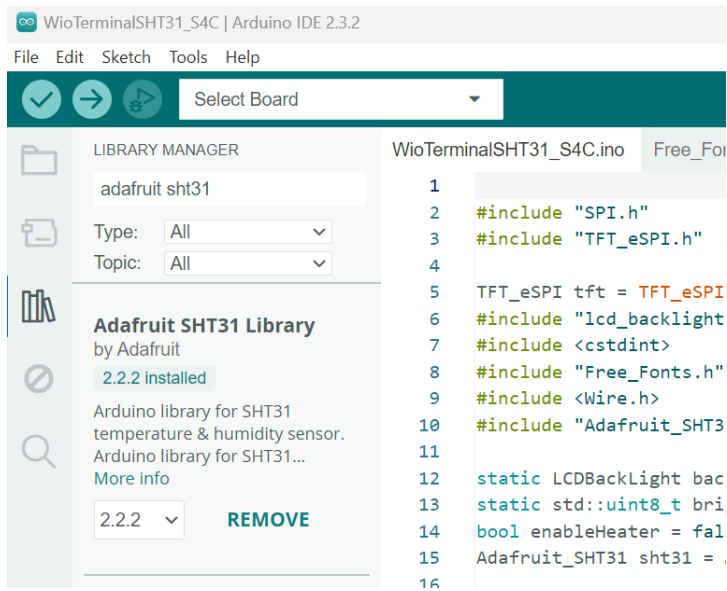 WioTerminalSHT31_S4C | Arduino IDE 2.3.2
File Edit Sketch Tools Help
Select Board
LIBRARY MANAGER
adafruit sht31
Type: All
Topic: All
Adafruit SHT31 Library
by Adafruit
2.2.2 installed
Arduino library for SHT31
temperature & humidity sensor.
Arduino library for SHT31...
More info
2.2.2
REMOVE
WioTerminalSHT31_S4C.ino Free_For
1
2 #include "SPI.h"
3 #include "TFT_eSPI.h"
4
5 TFT_eSPI tft = TFT_eSPI
6 #include "lcd_backlight
7 #include <cstdint>
8 #include "Free_Fonts.h"
9 #include <Wire.h>
10 #include "Adafruit_SHT3
11
12 static LCDBackLight bac
13 static std::uint8_t bri
14 bool enableHeater = fal
15 Adafruit_SHT31 sht31 =
16